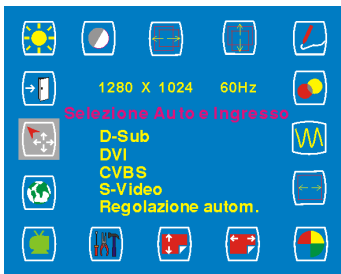 1280 X 1024 60Hz
Selezione Auto e Ingresso
D-Sub
DVI
CVBS
S-Video
Regolazione autom.